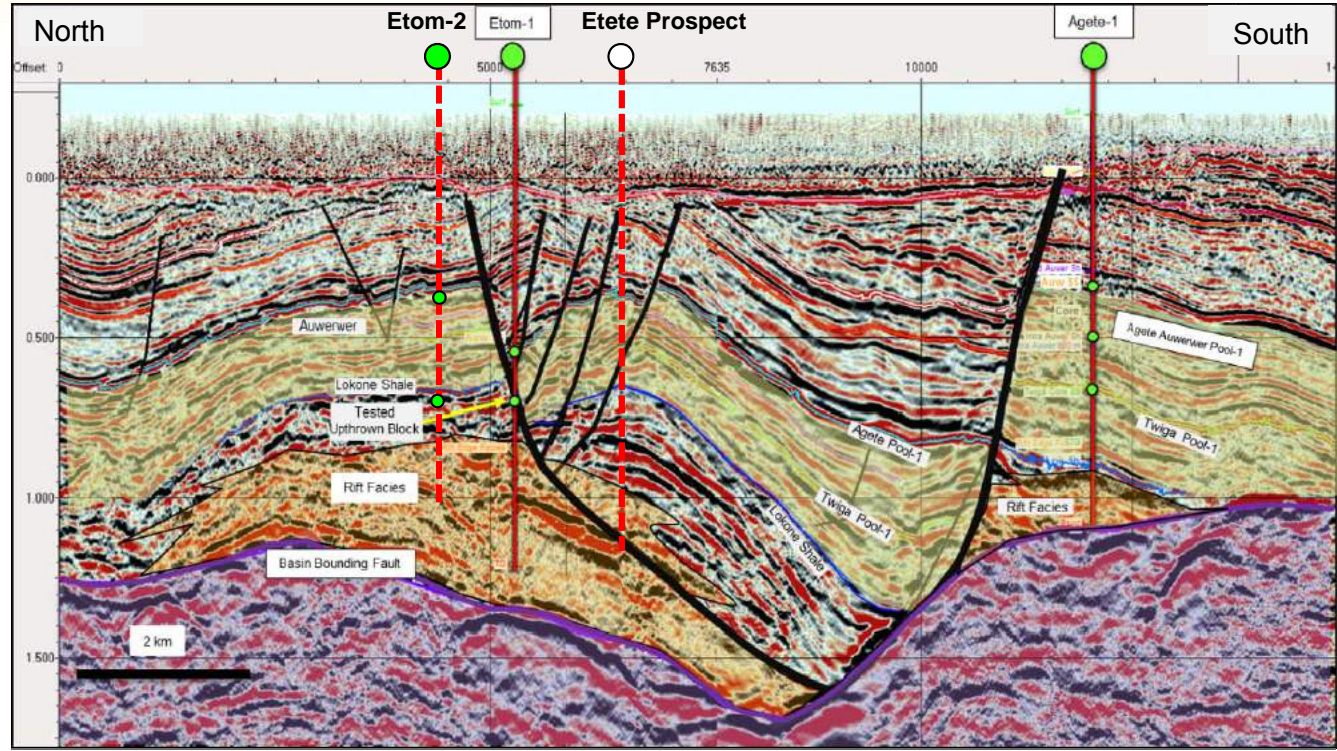 North
Etom-2
Etom-1
Etete Prospect
Agete-1
South
Offset: 0
5000
7635
10000
0.000
0.500
1.000
1.500
Auwerwer
Lokone Shale
Tested
Upthrown Block
Rift Facies
Basin Bounding Fault
2 km
Agete Pool-1
Twiga Pool-1
Lokone Shale
Core
Agete Auwerwer Pool-1
Twiga Pool-1
Rift Facies